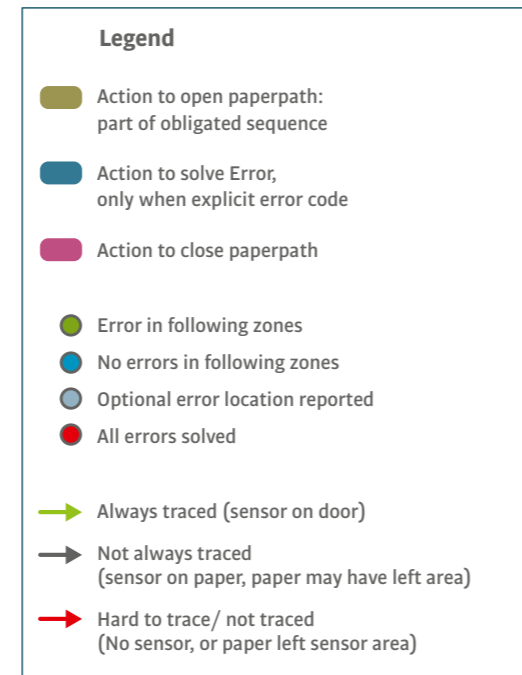 Legend
Action to open paperpath:
part of obligated sequence
Action to solve Error,
only when explicit error code
Action to close paperpath
Error in following zones
No errors in following zones
Optional error location reported
All errors solved
Always traced (sensor on door)
Not always traced
(sensor on paper, paper may have left area)
Hard to trace/ not traced
(No sensor, or paper left sensor area)